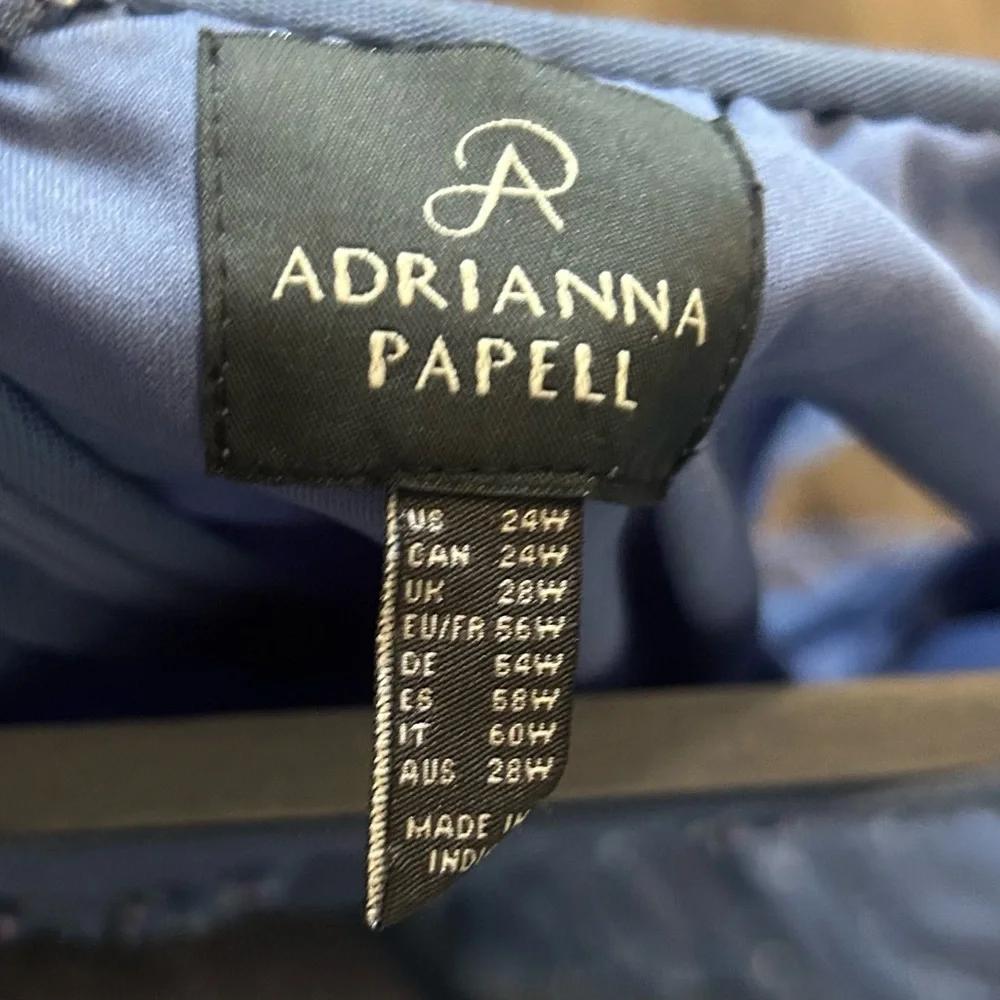 ADRIANNA
PAPELL
US 24W
CAN 24W
UK 28W
EU/FR 56W
DE 54W
ES 58W
IT 60W
AUS 28W
MADE